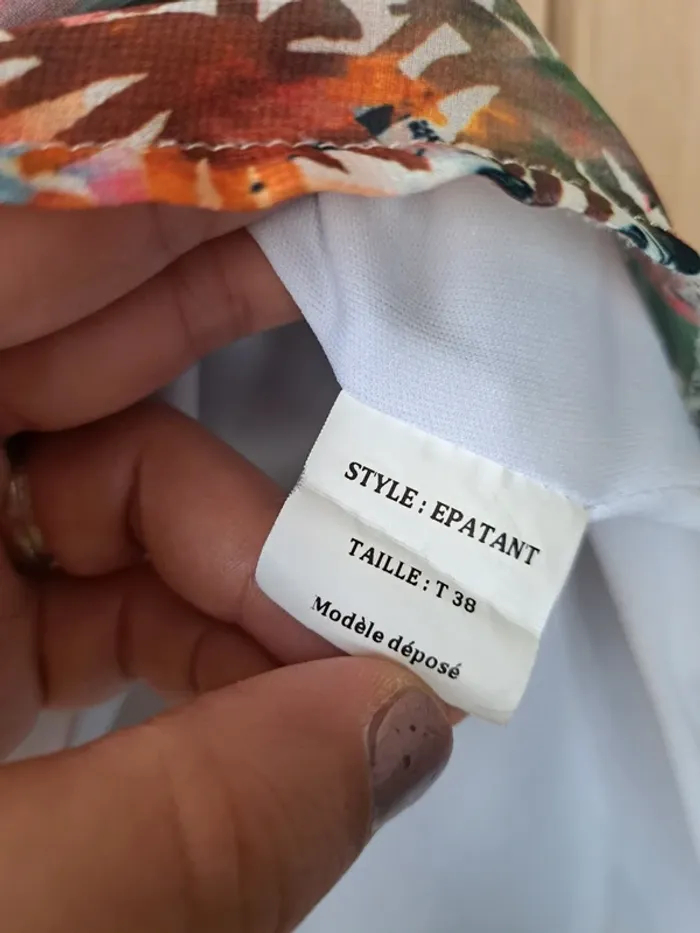 STYLE : EPATANT
TAILLE : T 38
Modèle déposé